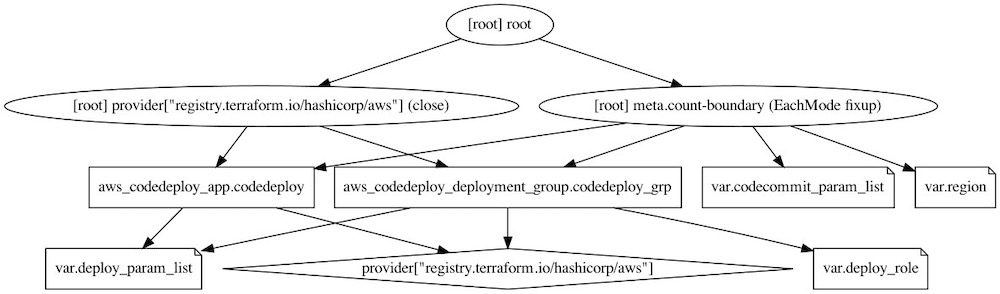 [root] root
[root] provider["registry.terraform.io/hashicorp/aws"] (close)
[root] meta.count-boundary (EachMode fixup)
aws_codedeploy_app.codedeploy
aws_codedeploy_deployment_group.codedeploy_grp
var.codecommit_param_list
var.region
var.deploy_param_list
provider["registry.terraform.io/hashicorp/aws"]
var.deploy_role